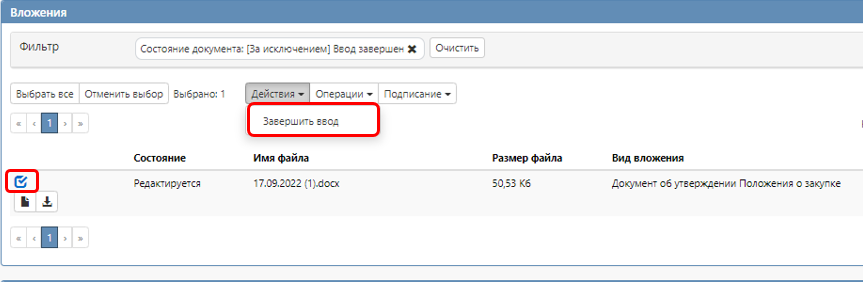 Вложения
Фильтр
Состояние документа: [За исключением] Ввод завершен ✖ Очистить
Выбрать все Отменить выбор Выбрано: 1 Действия Операции Подписание
« ‹ 1 › »
Завершить ввод
Состояние Имя файла Размер файла Вид вложения
Редактируется 17.09.2022 (1).docx 50,53 Кб Документ об утверждении Положения о закупке
« ‹ 1 › »